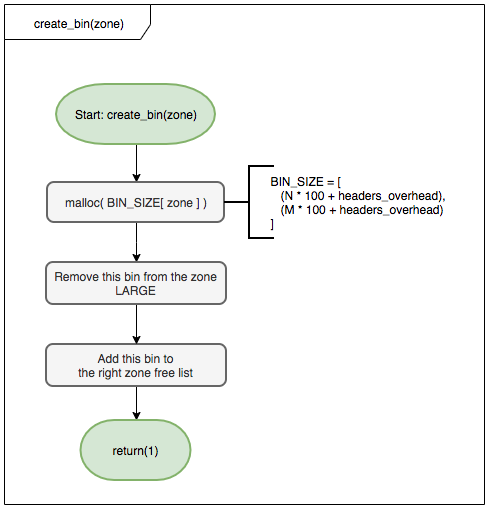 create_bin(zone)
Start: create_bin(zone)
malloc( BIN_SIZE[ zone ] )
BIN_SIZE = [
(N * 100 + headers_overhead),
(M * 100 + headers_overhead)
]
Remove this bin from the zone
LARGE
Add this bin to
the right zone free list
return(1)